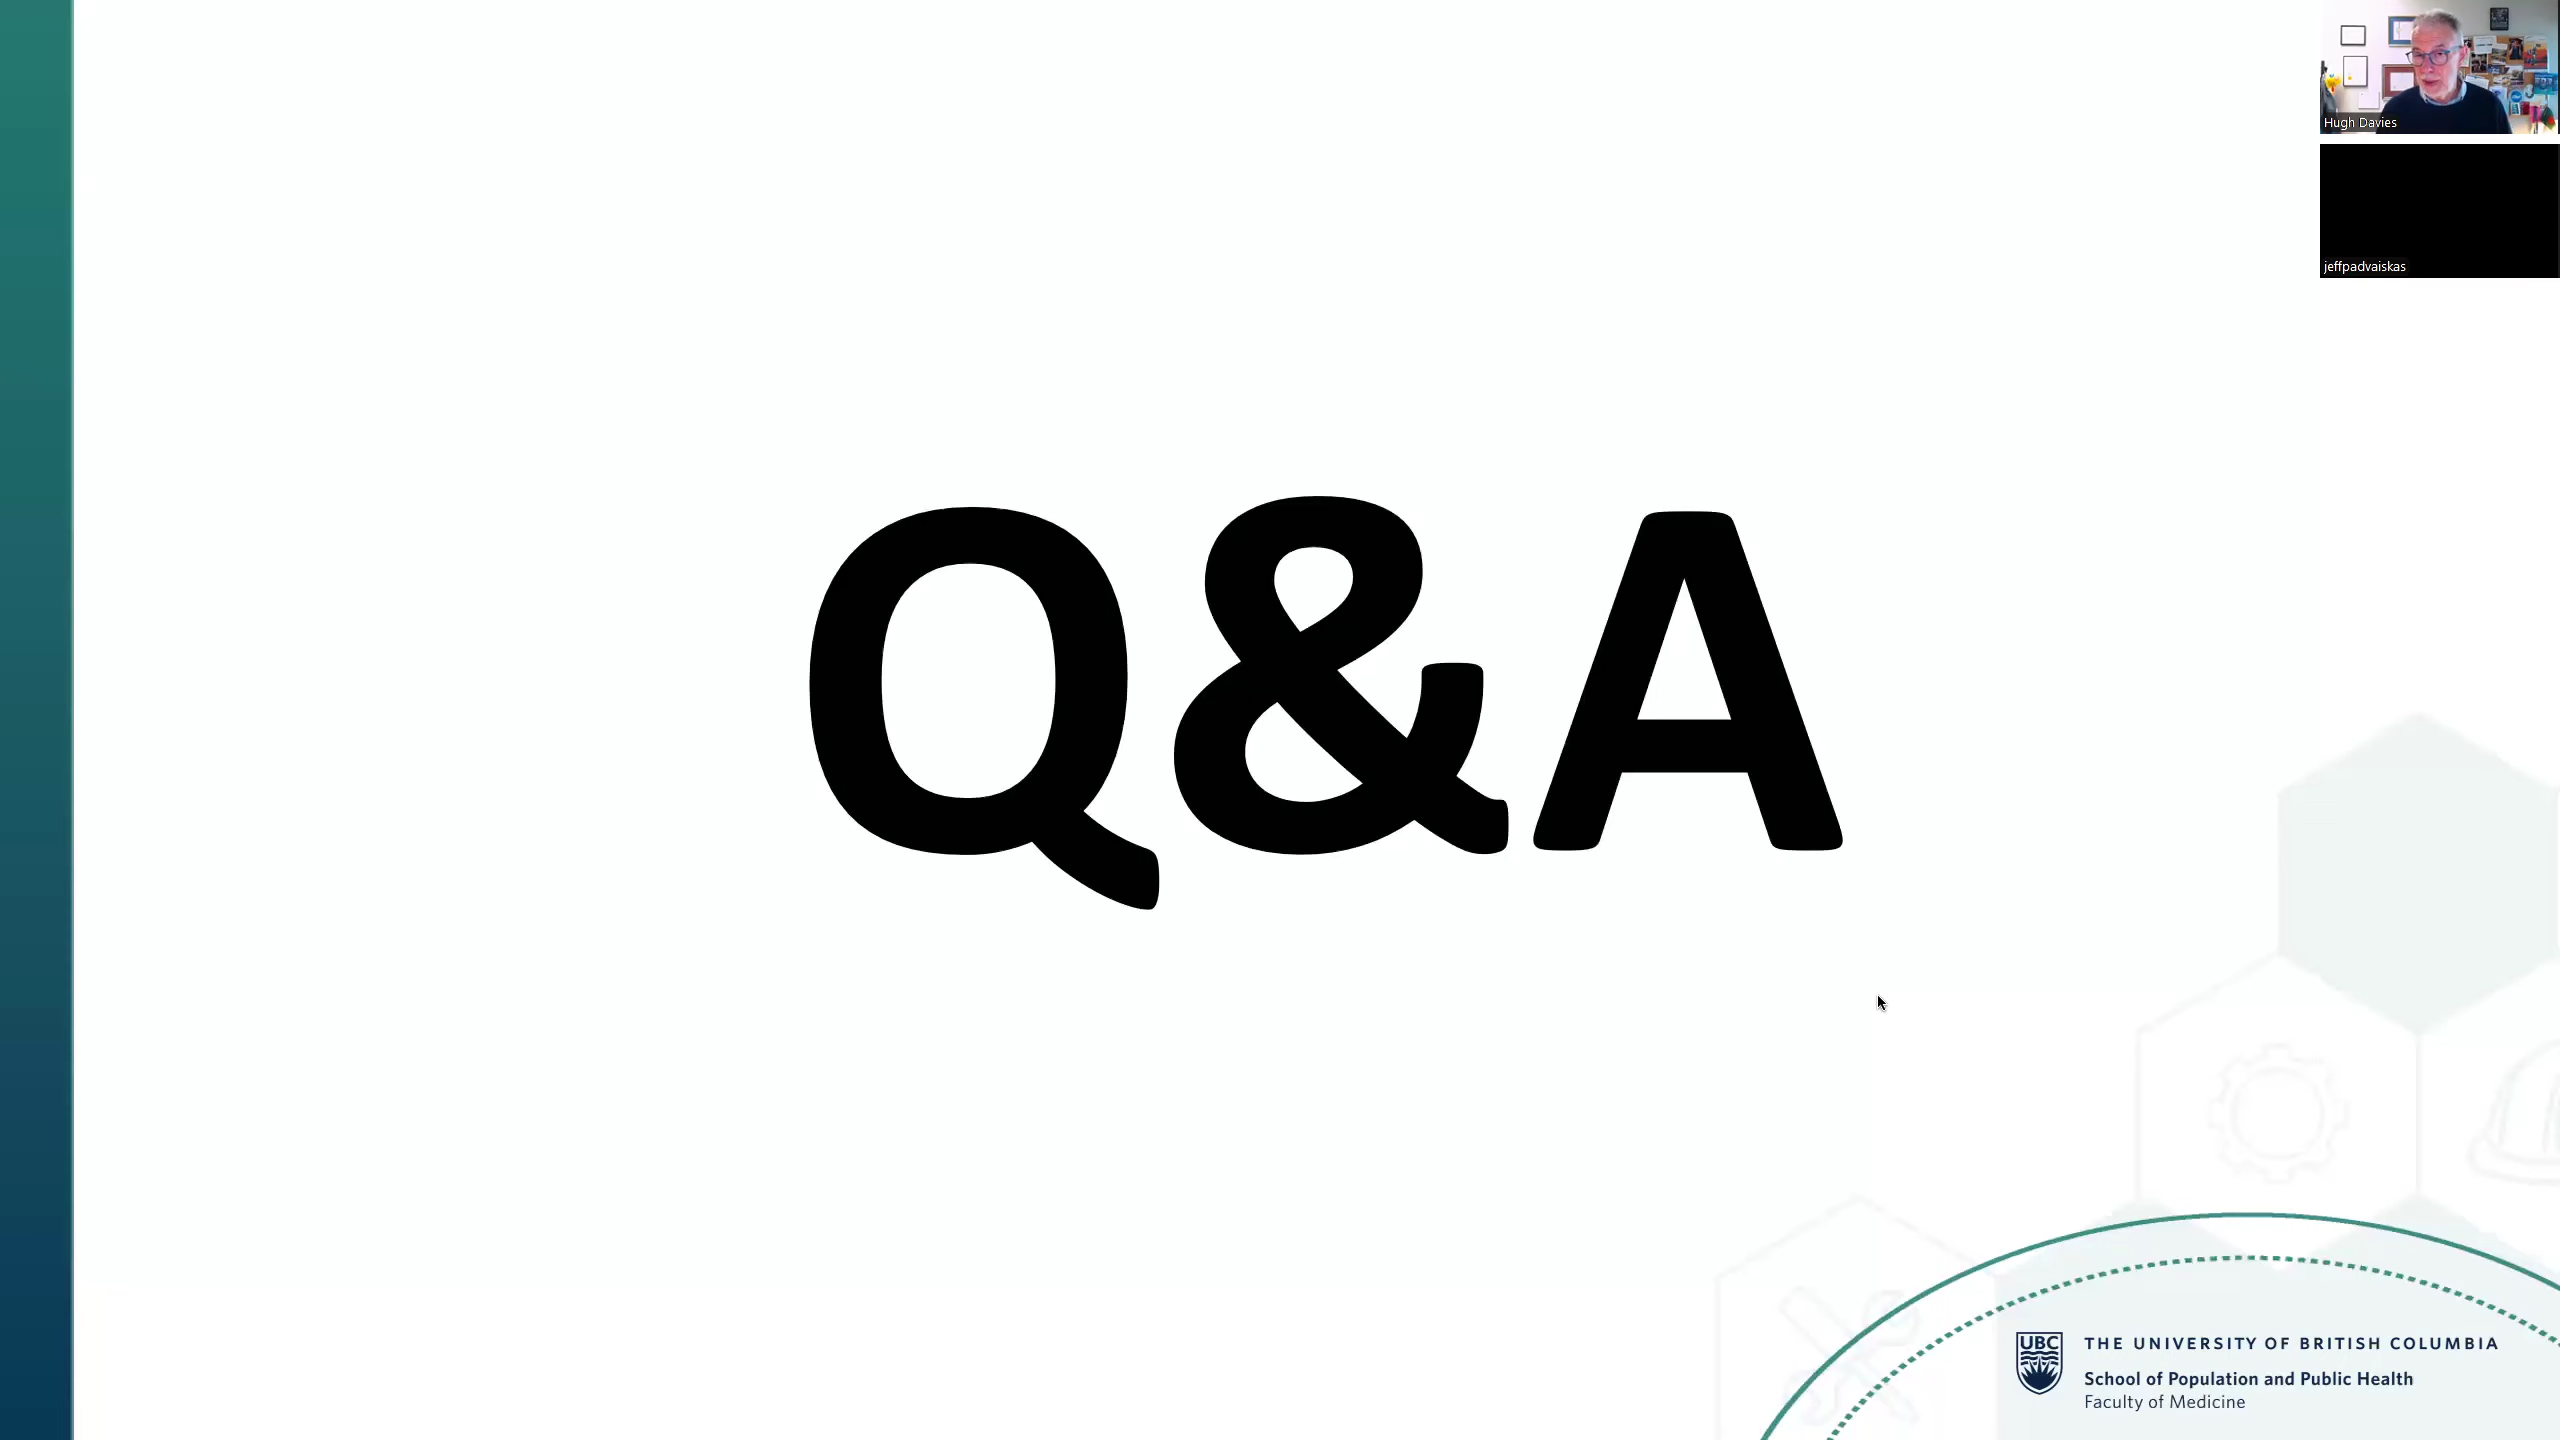 Hugh Davies
jeffpadvaiskas
Q&A
UBC
THE UNIVERSITY OF BRITISH COLUMBIA
School of Population and Public Health
Faculty of Medicine